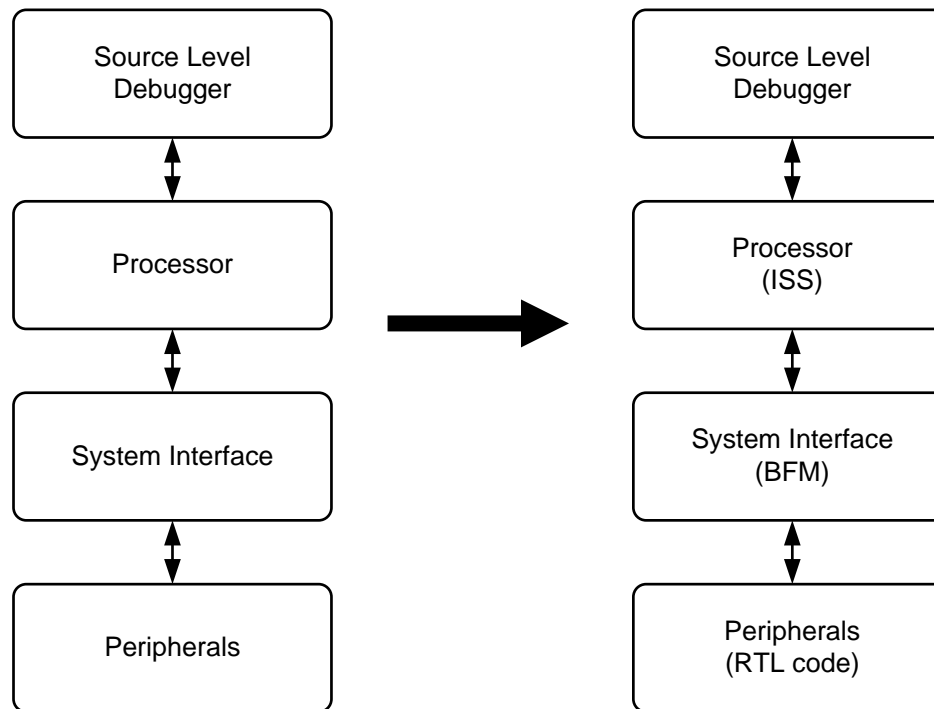 Source Level
Debugger
Processor
System Interface
Peripherals
Source Level
Debugger
Processor
(ISS)
System Interface
(BFM)
Peripherals
(RTL code)